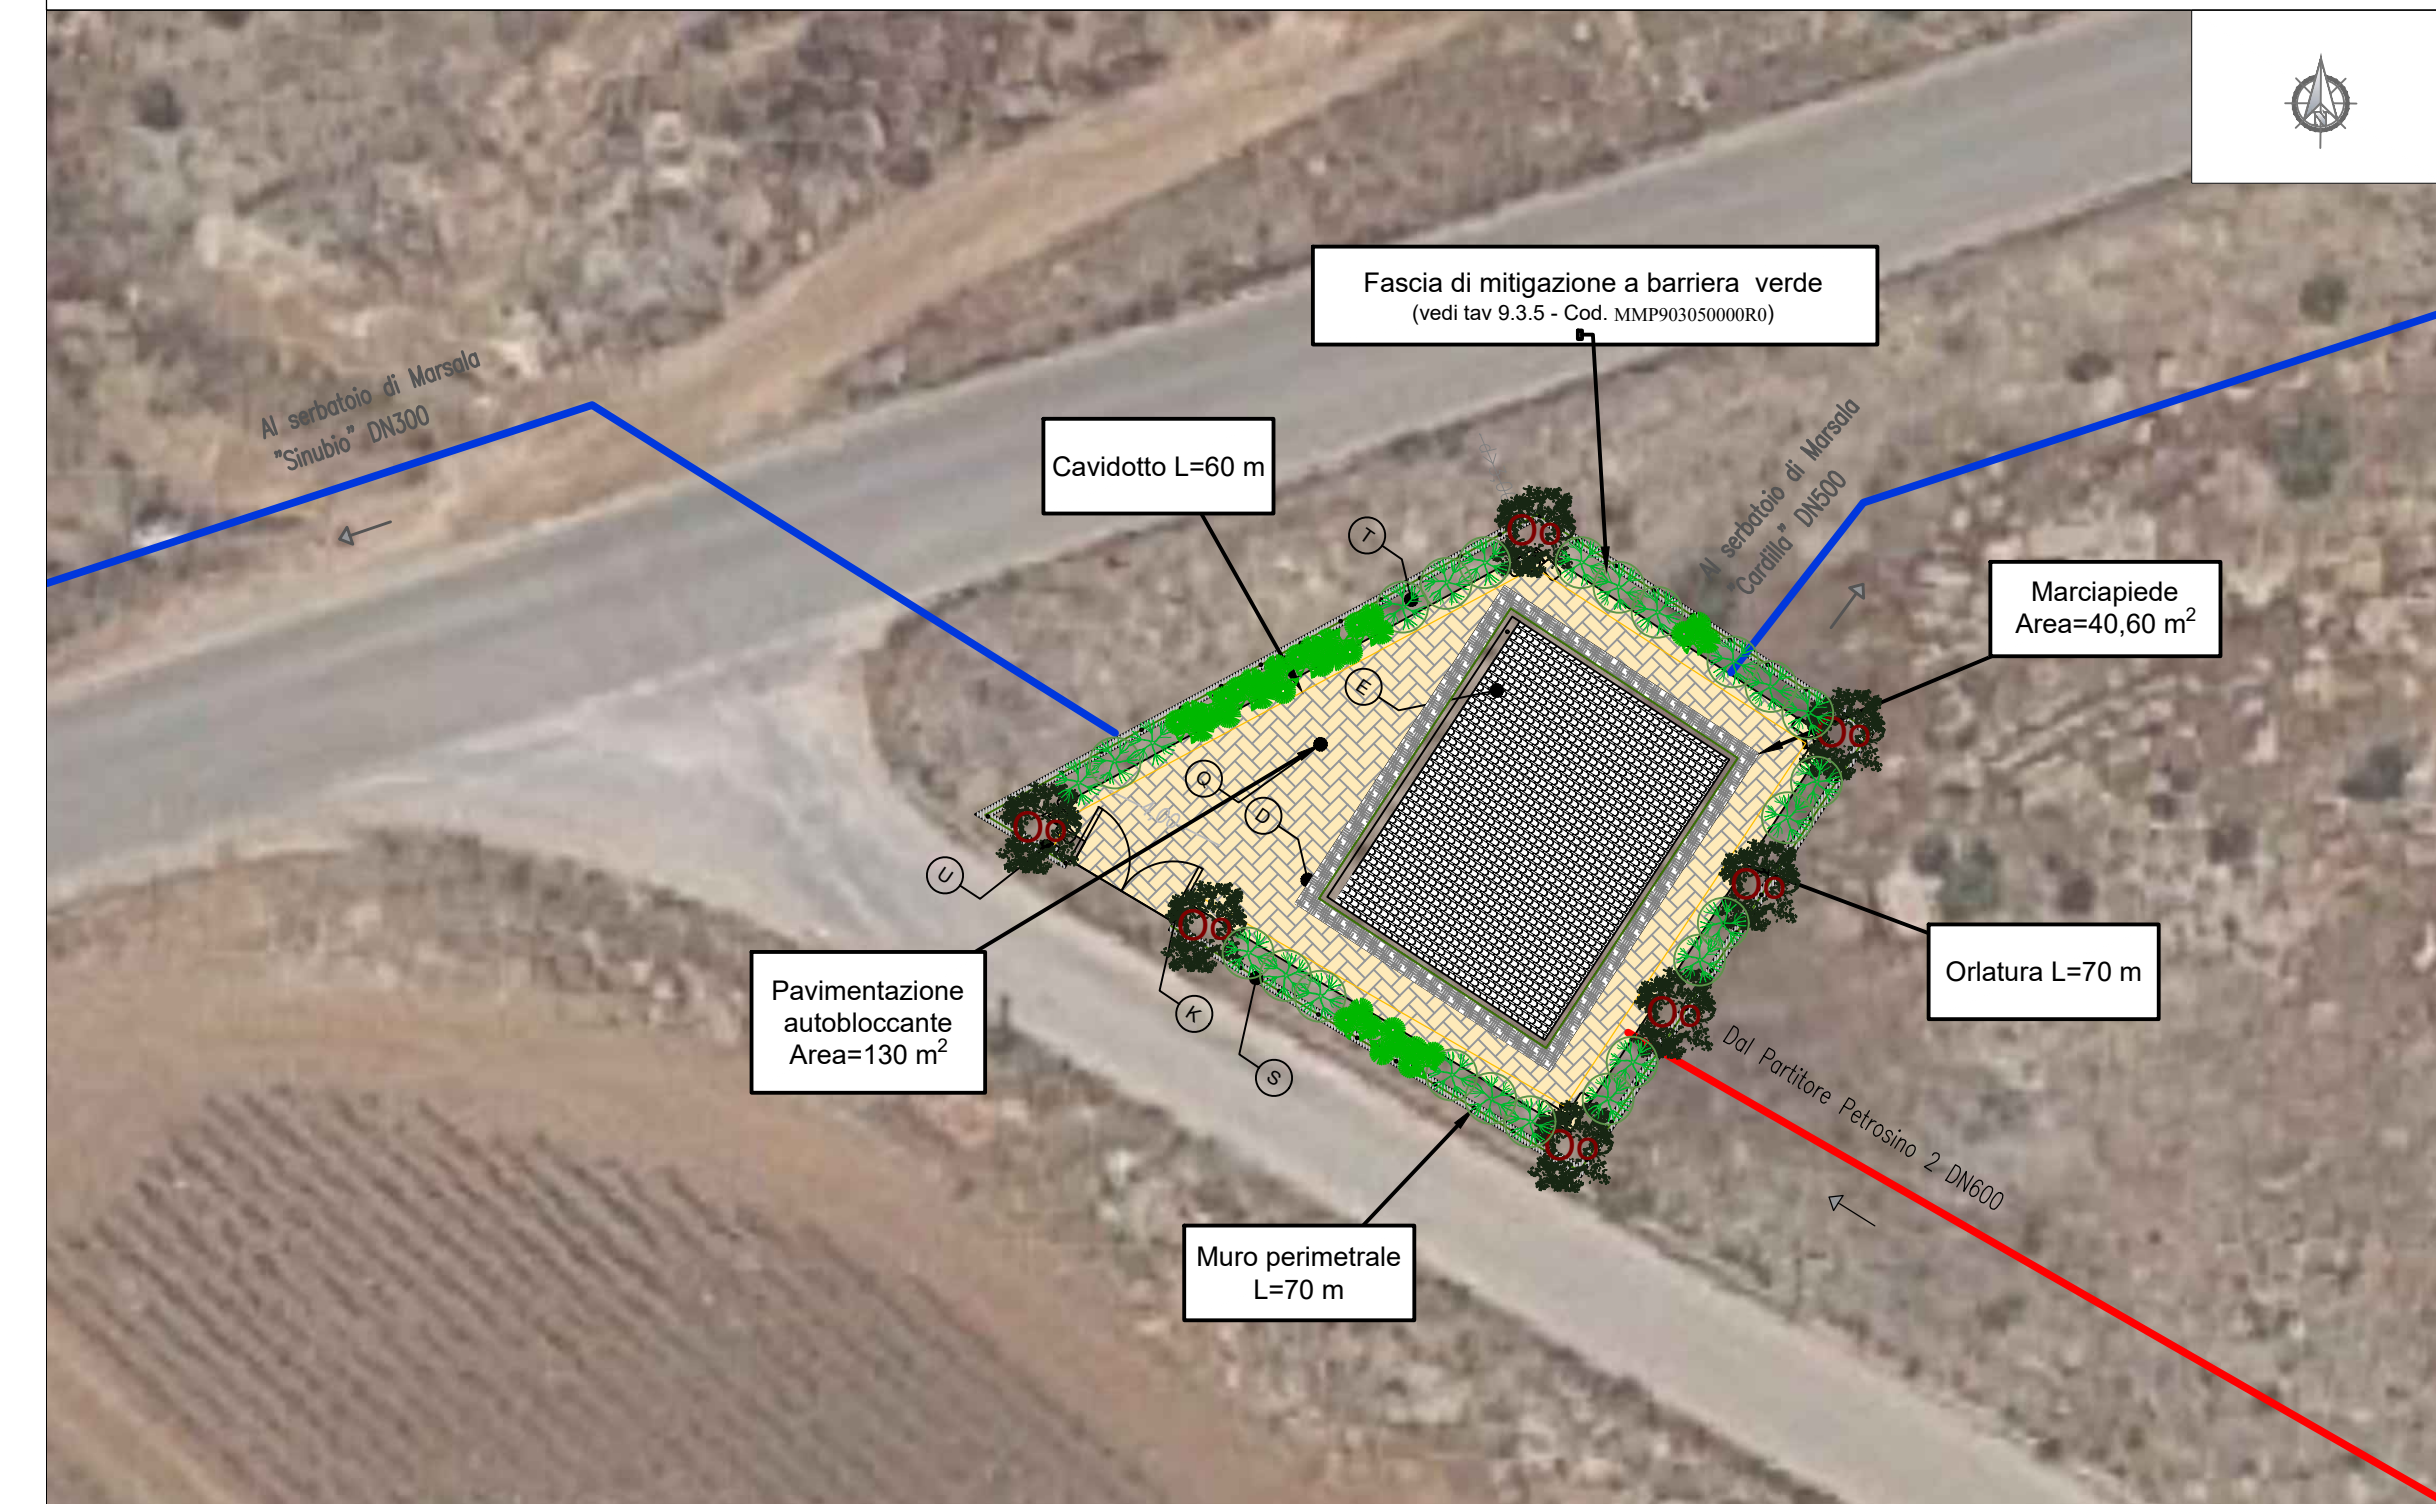 N
Fascia di mitigazione a barriera verde
(vedi tav 9.3.5 - Cod. MMP903050000R0)
Al serbatoio di Marsala
"Sinubio" DN300
Cavidotto L=60 m
Al serbatoio di Marsala
"Cardilla" DN500
T
Marciapiede
Area=40,60 m²
E
Q
D
4,00
U
Orlatura L=70 m
Pavimentazione
autobloccante
Area=130 m²
K
S
Dal Partitore Petrosino 2 DN600
Muro perimetrale
L=70 m